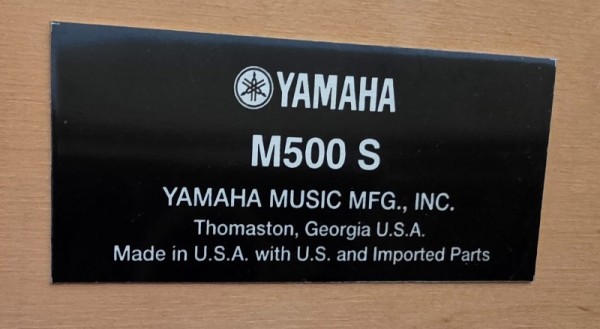 YAMAHA
M500 S
YAMAHA MUSIC MFG., INC.
Thomaston, Georgia U.S.A.
Made in U.S.A. with U.S. and Imported Parts